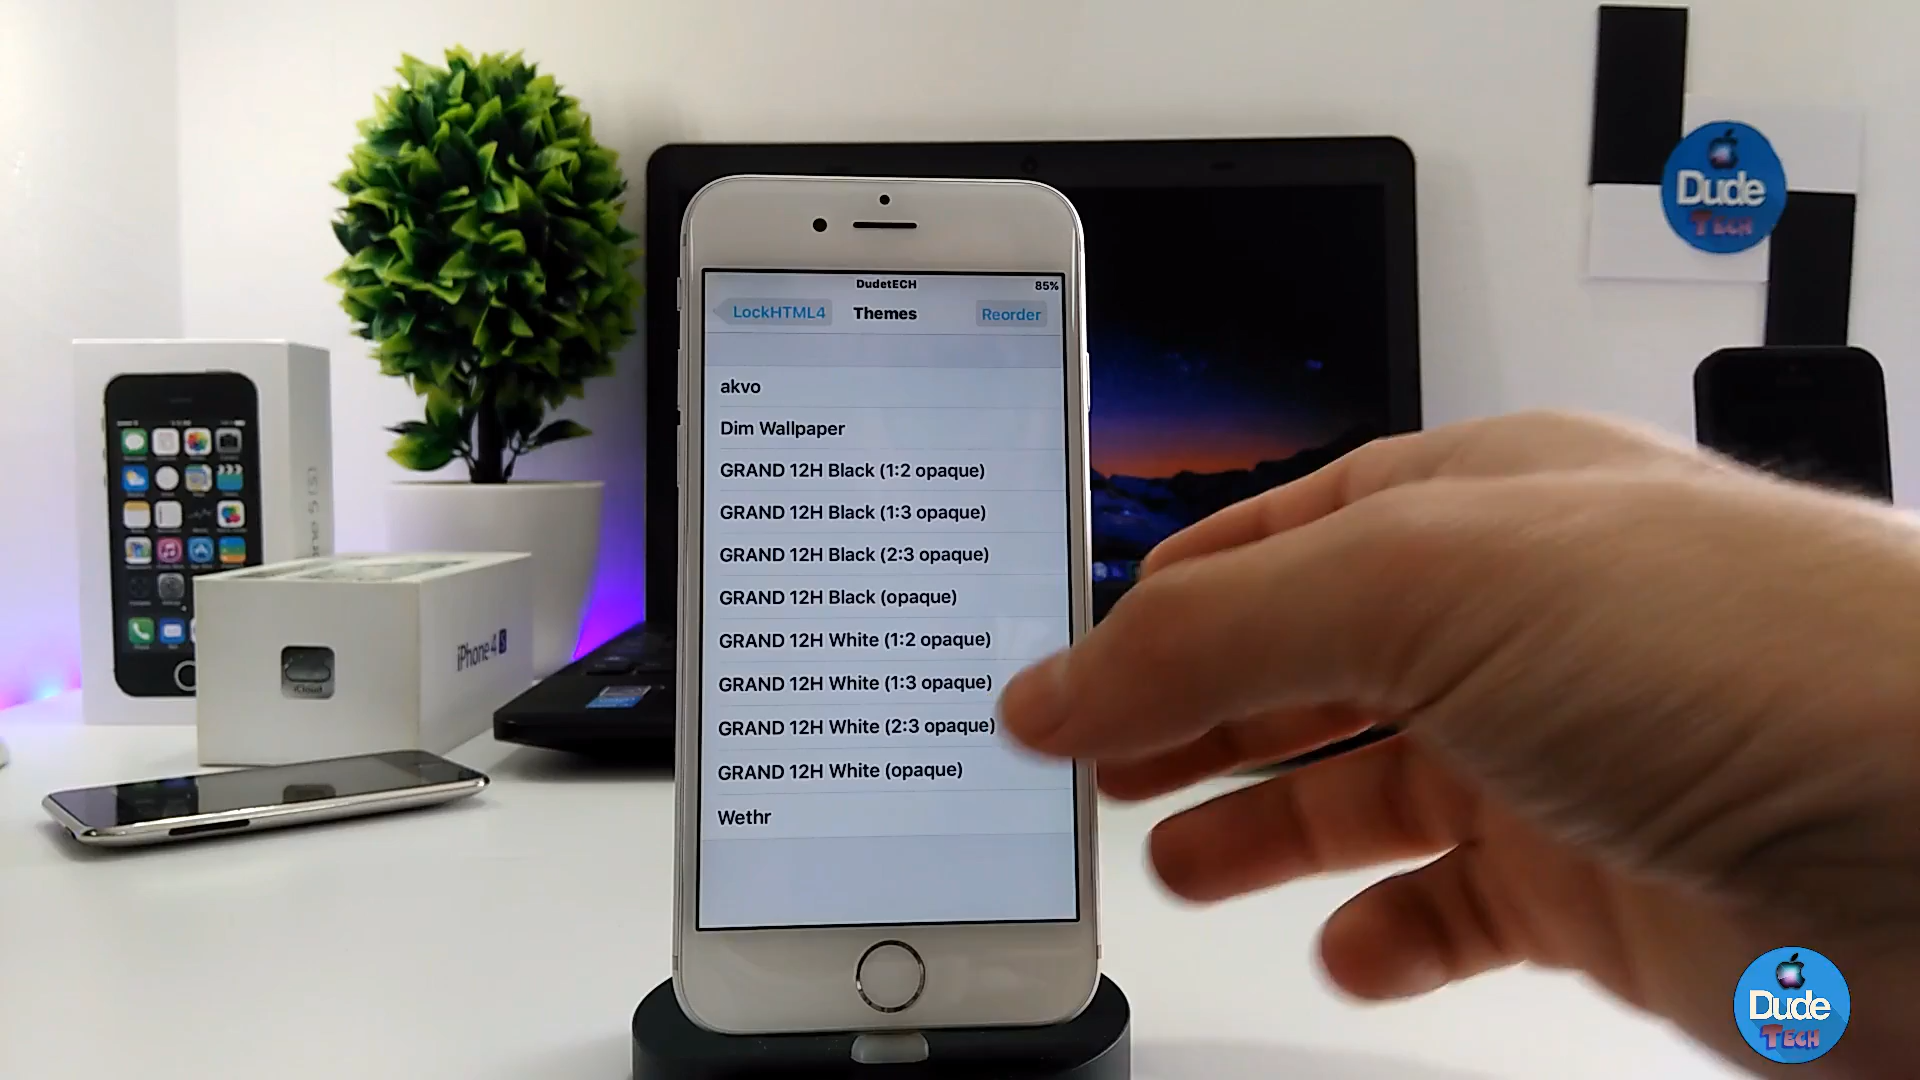 DudetECH
85%
LockHTML4
Themes
Reorder
akvo
Dim Wallpaper
GRAND 12H Black (1:2 opaque)
GRAND 12H Black (1:3 opaque)
GRAND 12H Black (2:3 opaque)
GRAND 12H Black (opaque)
GRAND 12H White (1:2 opaque)
GRAND 12H White (1:3 opaque)
GRAND 12H White (2:3 opaque)
GRAND 12H White (opaque)
Wethr
Dude
TECH
iPhone 4S
iCloud
Dude
TECH